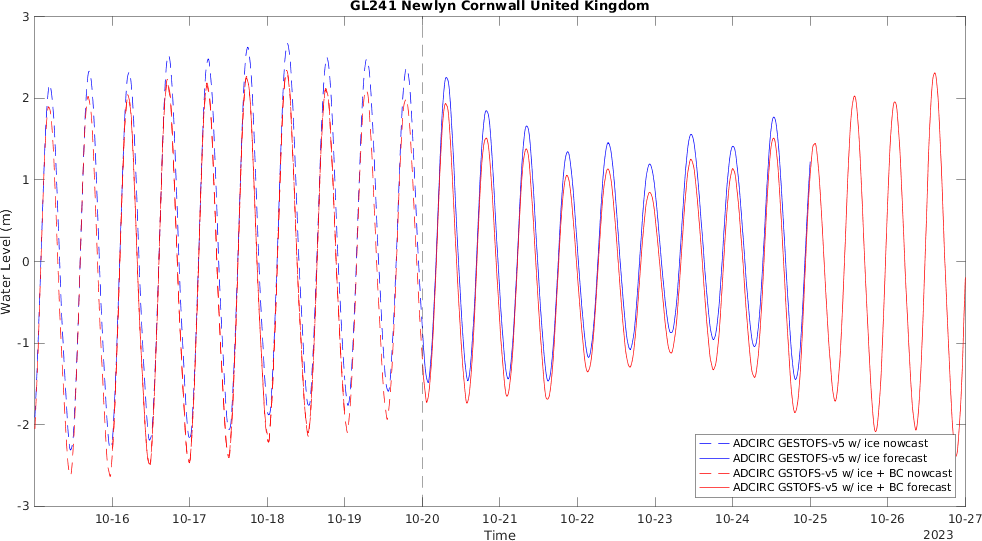 GL241 Newlyn Cornwall United Kingdom
3
2
1
0
-1
-2
-3
Water Level (m)
10-16
10-17
10-18
10-19
10-20
10-21
10-22
10-23
10-24
10-25
10-26
10-27
Time
2023
ADCIRC GESTOFS-v5 w/ ice nowcast
ADCIRC GESTOFS-v5 w/ ice forecast
ADCIRC GSTOFS-v5 w/ ice + BC nowcast
ADCIRC GSTOFS-v5 w/ ice + BC forecast